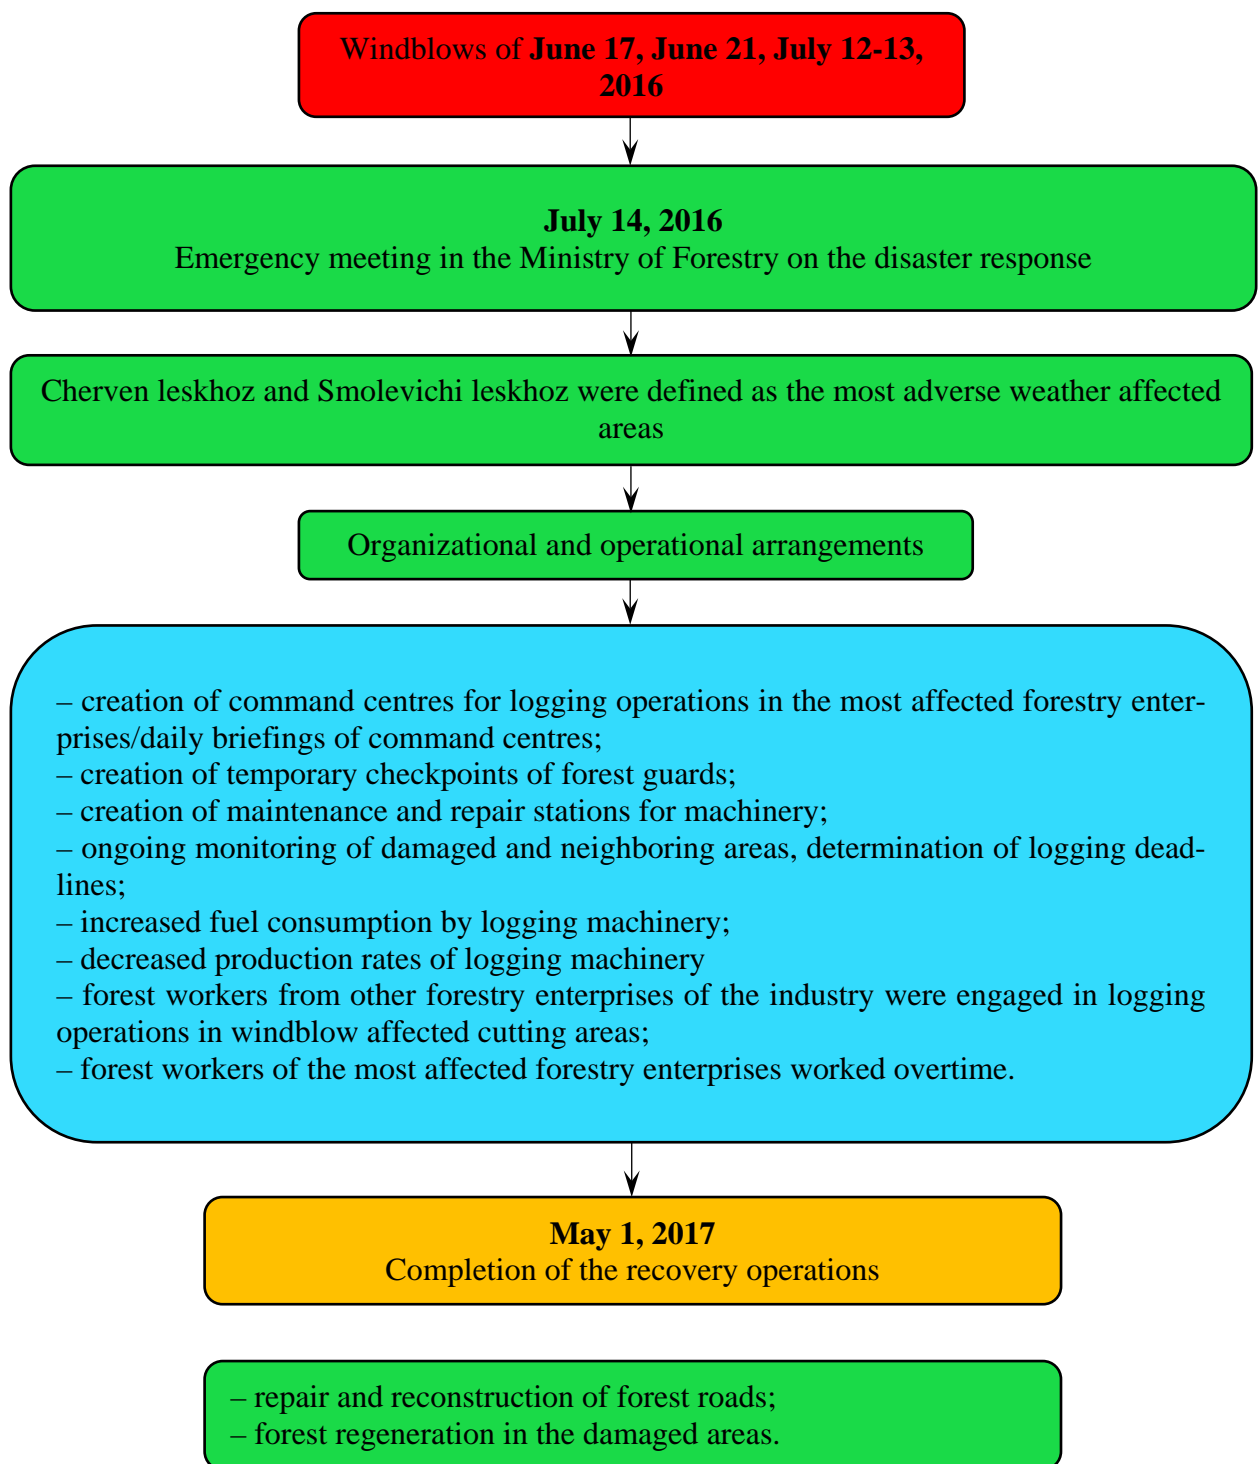 Windblows of June 17, June 21, July 12-13,
2016
July 14, 2016
Emergency meeting in the Ministry of Forestry on the disaster response
Cherven leskhoz and Smolevichi leskhoz were defined as the most adverse weather affected
areas
Organizational and operational arrangements
– creation of command centres for logging operations in the most affected forestry enter-
prises/daily briefings of command centres;
– creation of temporary checkpoints of forest guards;
– creation of maintenance and repair stations for machinery;
– ongoing monitoring of damaged and neighboring areas, determination of logging dead-
lines;
– increased fuel consumption by logging machinery;
– decreased production rates of logging machinery
– forest workers from other forestry enterprises of the industry were engaged in logging
operations in windblow affected cutting areas;
– forest workers of the most affected forestry enterprises worked overtime.
May 1, 2017
Completion of the recovery operations
– repair and reconstruction of forest roads;
– forest regeneration in the damaged areas.